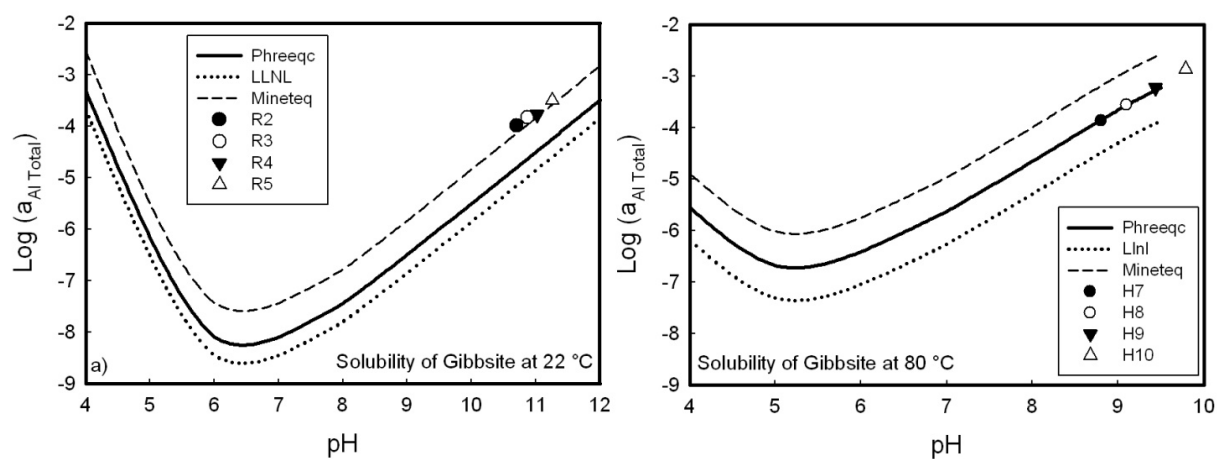 -2
-3
-4
-5
-6
-7
-8
-9
Log (a Al Total)
Phreeqc
LLNL
Mineteq
R2
R3
R4
R5
a)
Solubility of Gibbsite at 22 °C
4 5 6 7 8 9 10 11 12
pH
-2
-3
-4
-5
-6
-7
-8
-9
Log (a Al Total)
Phreeqc
Llnl
Mineteq
H7
H8
H9
H10
Solubility of Gibbsite at 80 °C
4 5 6 7 8 9 10
pH